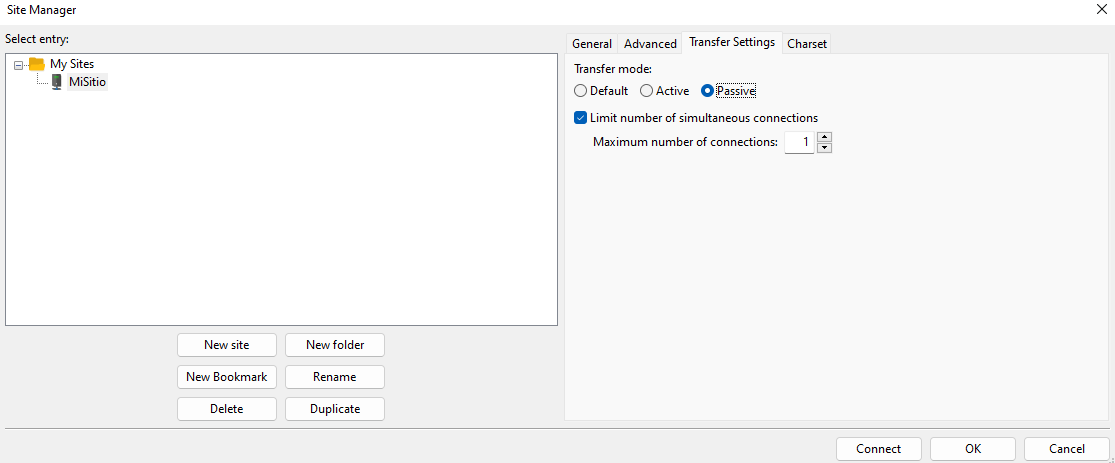 Site Manager
Select entry:
My Sites
MiSitio
New site
New folder
New Bookmark
Rename
Delete
Duplicate
General
Advanced
Transfer Settings
Charset
Transfer mode:
Default
Active
Passive
Limit number of simultaneous connections
Maximum number of connections: 1
Connect
OK
Cancel